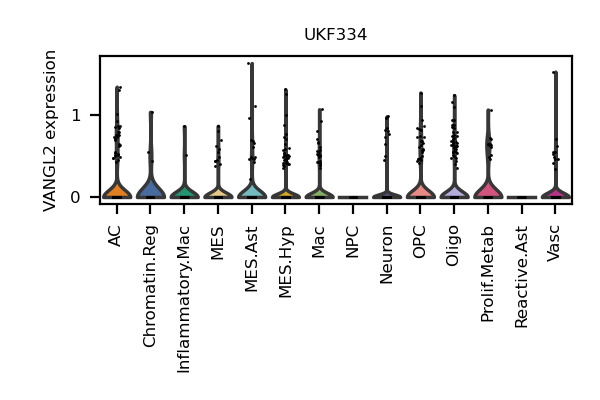 UKF334
VANGL2 expression
1
0
AC
Chromatin.Reg
Inflammatory.Mac
MES
MES.Ast
MES.Hyp
Mac
NPC
Neuron
OPC
Oligo
Prolif.Metab
Reactive.Ast
Vasc